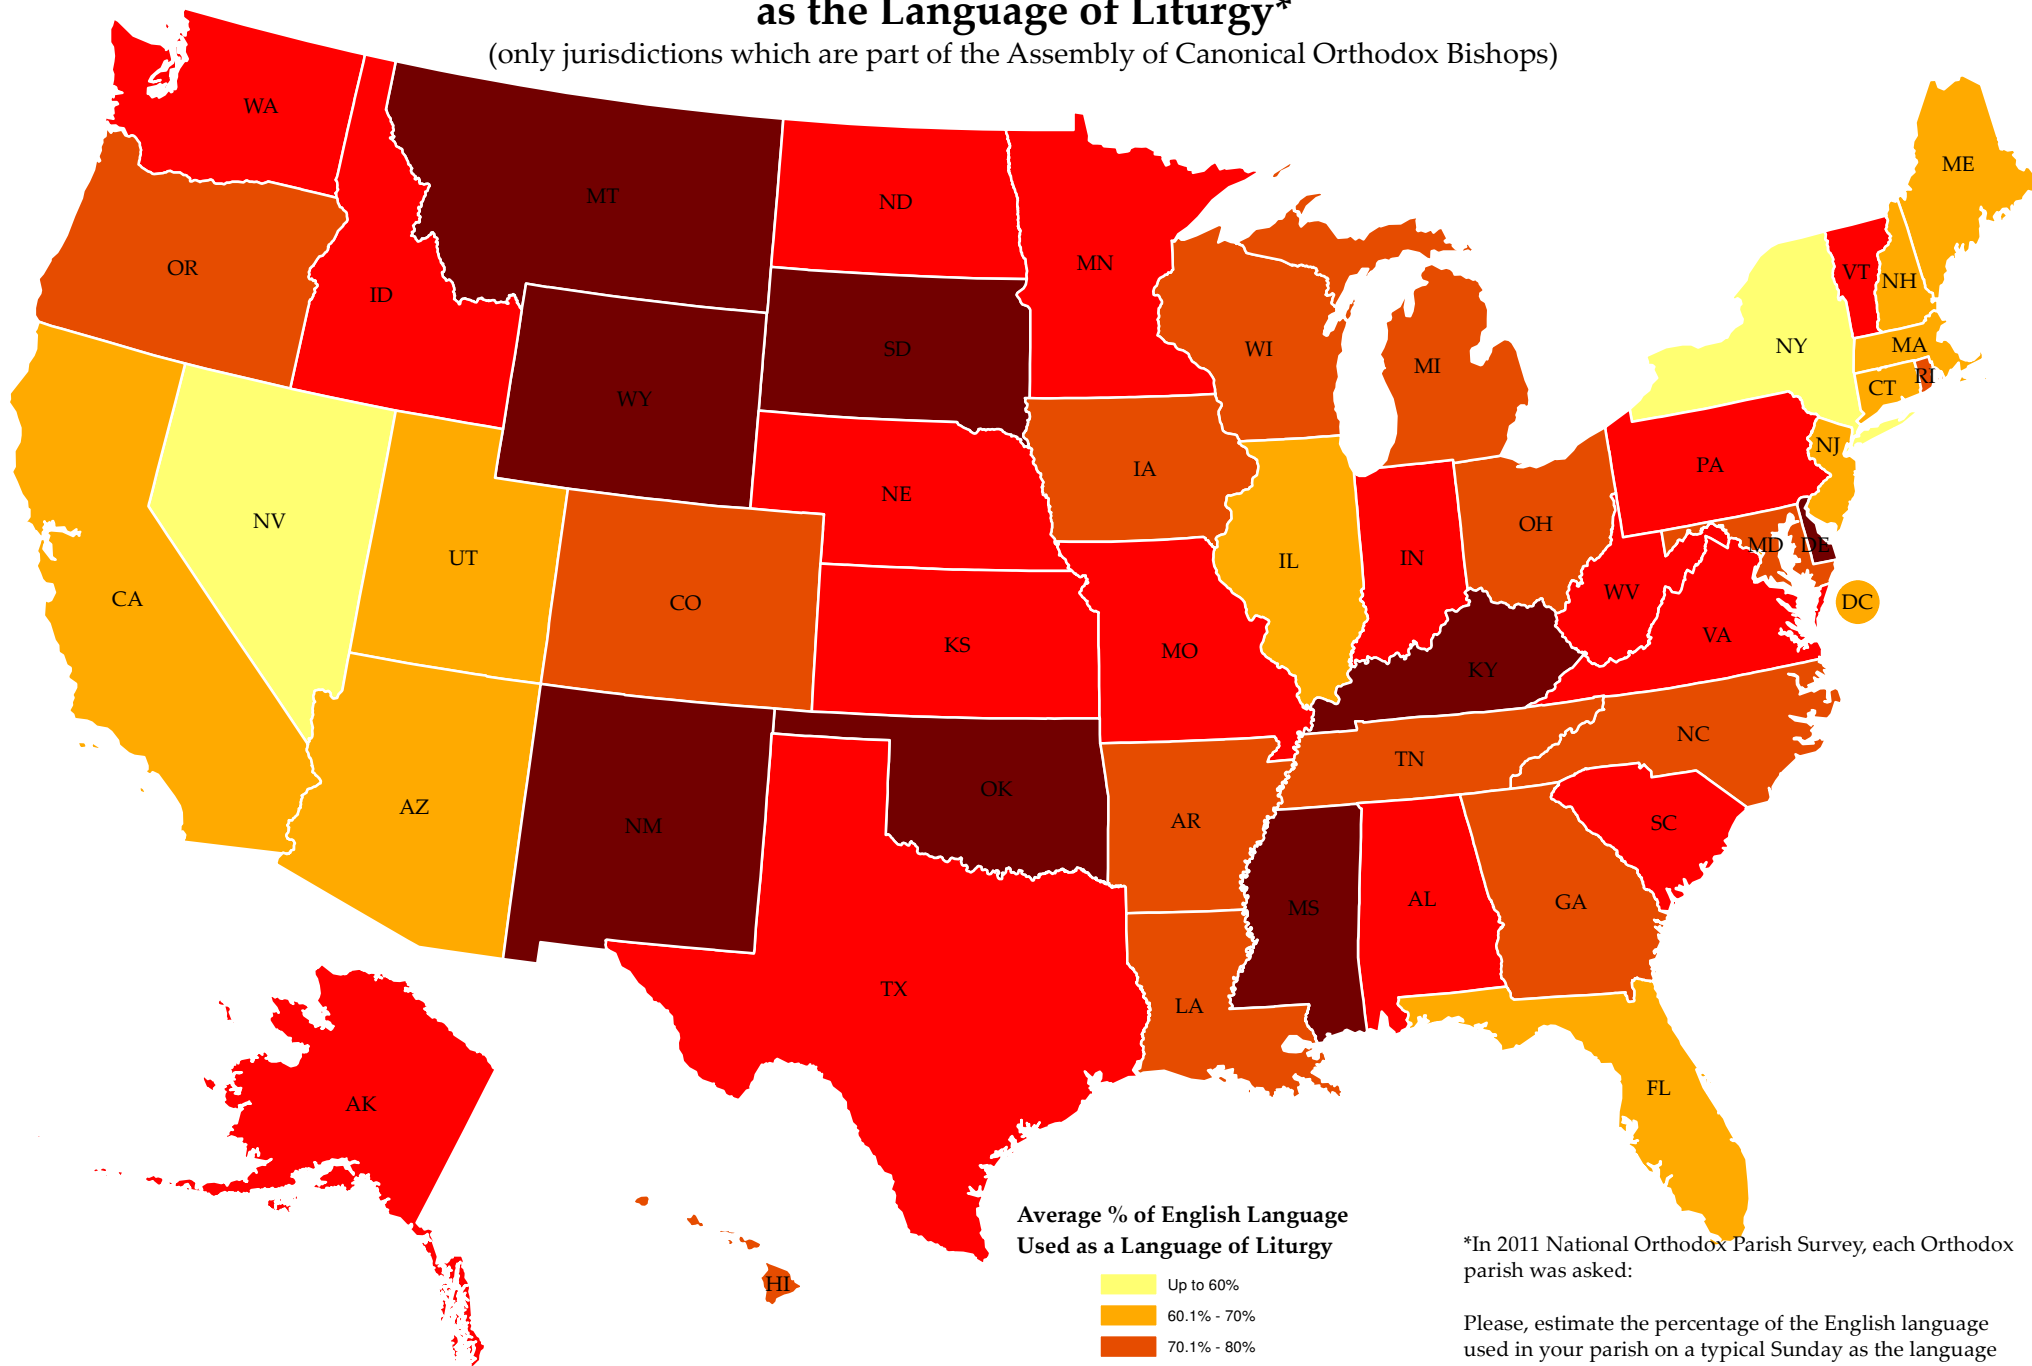 as the Language of Liturgy*
(only jurisdictions which are part of the Assembly of Canonical Orthodox Bishops)
WA
ME
MT
ND
OR
MN
VT
NH
ID
SD
WI
NY
MA
MI
RI
CT
WY
NJ
IA
PA
NE
NV
OH
MD
DE
UT
IL
IN
WV
CA
CO
DC
VA
KS
MO
KY
NC
TN
OK
AZ
NM
AR
SC
AL
GA
MS
TX
LA
FL
AK
HI
Average % of English Language
Used as a Language of Liturgy
Up to 60%
60.1% - 70%
70.1% - 80%
*In 2011 National Orthodox Parish Survey, each Orthodox
parish was asked:
Please, estimate the percentage of the English language
used in your parish on a typical Sunday as the language